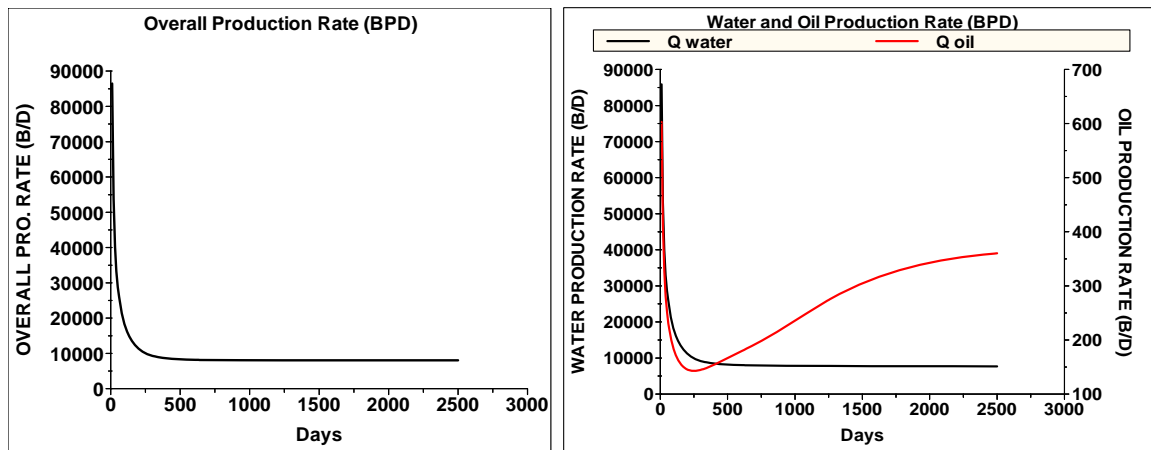 Overall Production Rate (BPD)
OVERALL PRO. RATE (B/D)
90000
80000
70000
60000
50000
40000
30000
20000
10000
0
0 500 1000 1500 2000 2500 3000
Days
Water and Oil Production Rate (BPD)
Q water Q oil
WATER PRODUCTION RATE (B/D)
90000
80000
70000
60000
50000
40000
30000
20000
10000
0
700
600
500
400
300
200
100
OIL PRODUCTION RATE (B/D)
0 500 1000 1500 2000 2500 3000
Days